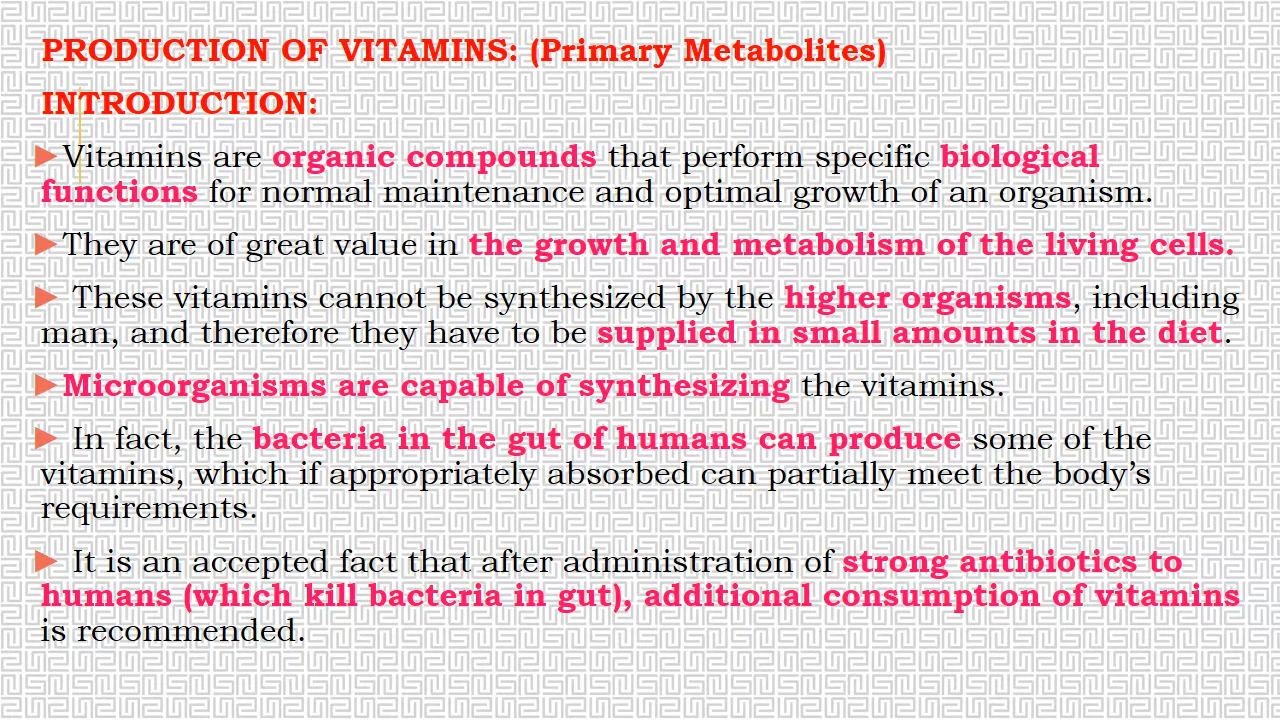 PRODUCTION OF VITAMINS: (Primary Metabolites)
INTRODUCTION:
►Vitamins are organic compounds that perform specific biological
functions for normal maintenance and optimal growth of an organism.
►They are of great value in the growth and metabolism of the living cells.
► These vitamins cannot be synthesized by the higher organisms, including
man, and therefore they have to be supplied in small amounts in the diet.
►Microorganisms are capable of synthesizing the vitamins.
► In fact, the bacteria in the gut of humans can produce some of the
vitamins, which if appropriately absorbed can partially meet the body’s
requirements.
► It is an accepted fact that after administration of strong antibiotics to
humans (which kill bacteria in gut), additional consumption of vitamins
is recommended.